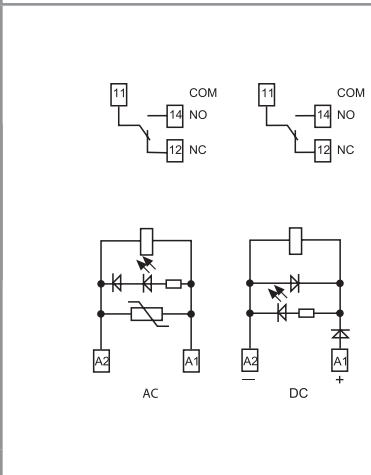 11 COM 11 COM
14 NO 14 NO
12 NC 12 NC
A2 A1 A2 A1
— +
AC DC